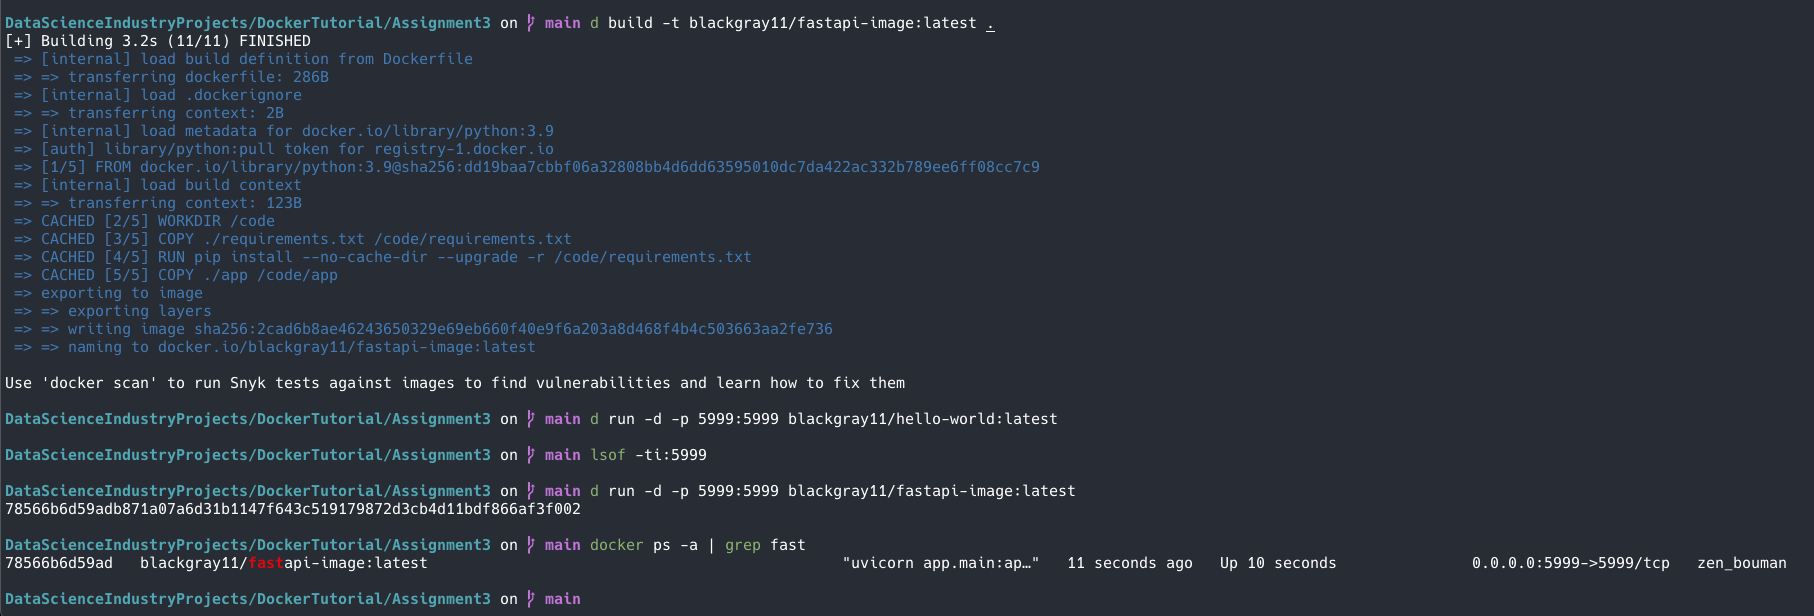 DataScienceIndustryProjects/DockerTutorial/Assignment3 on main d build -t blackgray11/fastapi-image:latest .
[+] Building 3.2s (11/11) FINISHED
=> [internal] load build definition from Dockerfile
=> => transferring dockerfile: 286B
=> [internal] load .dockerignore
=> => transferring context: 2B
=> [internal] load metadata for docker.io/library/python:3.9
=> [auth] library/python:pull token for registry-1.docker.io
=> [1/5] FROM docker.io/library/python:3.9@sha256:dd19baa7cbbf06a32808bb4d6dd63595010dc7da422ac332b789ee6ff08cc7c9
=> [internal] load build context
=> => transferring context: 123B
=> CACHED [2/5] WORKDIR /code
=> CACHED [3/5] COPY ./requirements.txt /code/requirements.txt
=> CACHED [4/5] RUN pip install --no-cache-dir --upgrade -r /code/requirements.txt
=> CACHED [5/5] COPY ./app /code/app
=> exporting to image
=> => exporting layers
=> => writing image sha256:2cad6b8ae46243650329e69eb660f40e9f6a203a8d468f4b4c503663aa2fe736
=> => naming to docker.io/blackgray11/fastapi-image:latest
Use 'docker scan' to run Snyk tests against images to find vulnerabilities and learn how to fix them
DataScienceIndustryProjects/DockerTutorial/Assignment3 on main d run -d -p 5999:5999 blackgray11/hello-world:latest
DataScienceIndustryProjects/DockerTutorial/Assignment3 on main lsof -ti:5999
DataScienceIndustryProjects/DockerTutorial/Assignment3 on main d run -d -p 5999:5999 blackgray11/fastapi-image:latest
78566b6d59adb871a07a6d31b1147f643c519179872d3cb4d11bdf866af3f002
DataScienceIndustryProjects/DockerTutorial/Assignment3 on main docker ps -a | grep fast
78566b6d59ad blackgray11/fastapi-image:latest "uvicorn app.main:ap…" 11 seconds ago Up 10 seconds 0.0.0.0:5999->5999/tcp zen_bouman
DataScienceIndustryProjects/DockerTutorial/Assignment3 on main